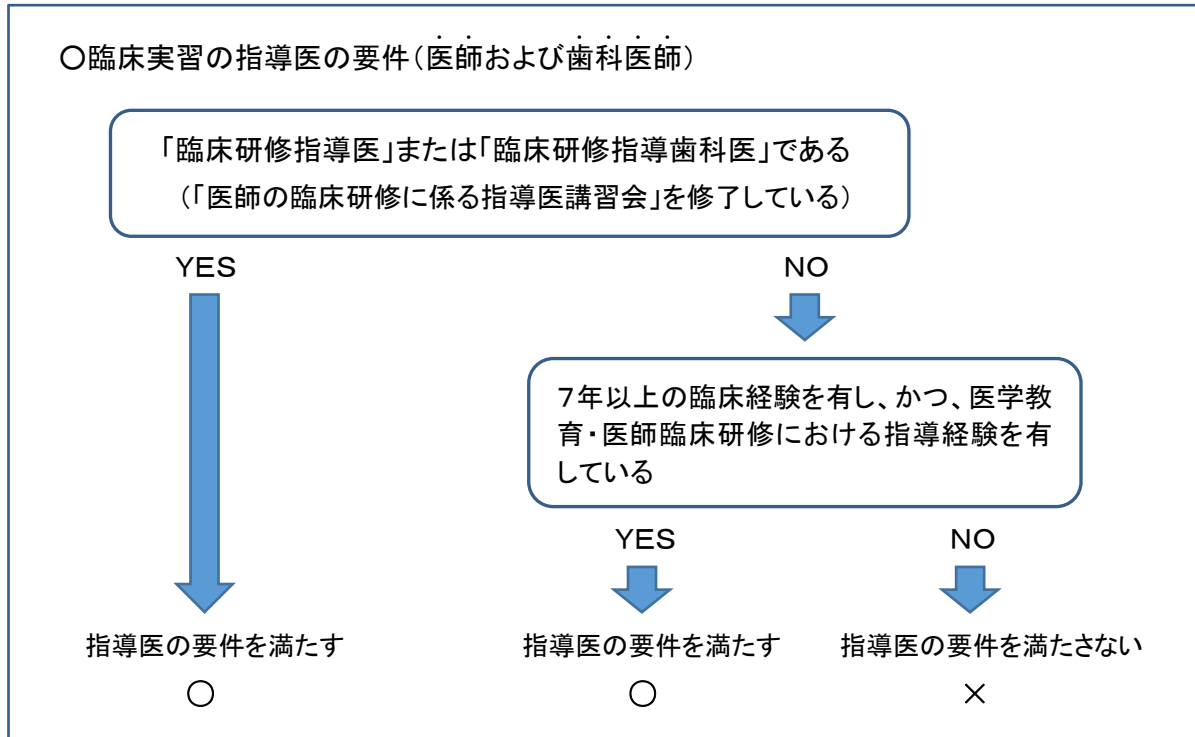 〇臨床実習の指導医の要件（医師および歯科医師）
「臨床研修指導医」または「臨床研修指導歯科医」である
（「医師の臨床研修に係る指導医講習会」を修了している）
YES
NO
７年以上の臨床経験を有し、かつ、医学教
育・医師臨床研修における指導経験を有
している
YES
NO
指導医の要件を満たす
指導医の要件を満たす
指導医の要件を満たさない
〇
〇
×